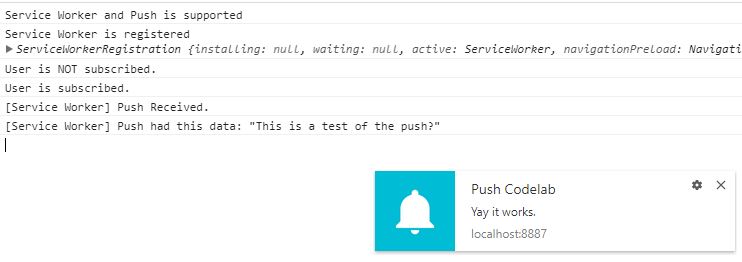 Service Worker and Push is supported
Service Worker is registered
ServiceWorkerRegistration {installing: null, waiting: null, active: ServiceWorker, navigationPreload: Navigati
User is NOT subscribed.
User is subscribed.
[Service Worker] Push Received.
[Service Worker] Push had this data: "This is a test of the push?"
Push Codelab
Yay it works.
localhost:8887